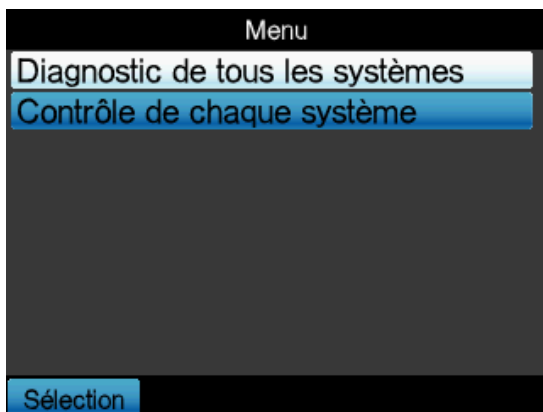 Menu
Diagnostic de tous les systèmes
Contrôle de chaque système
Sélection